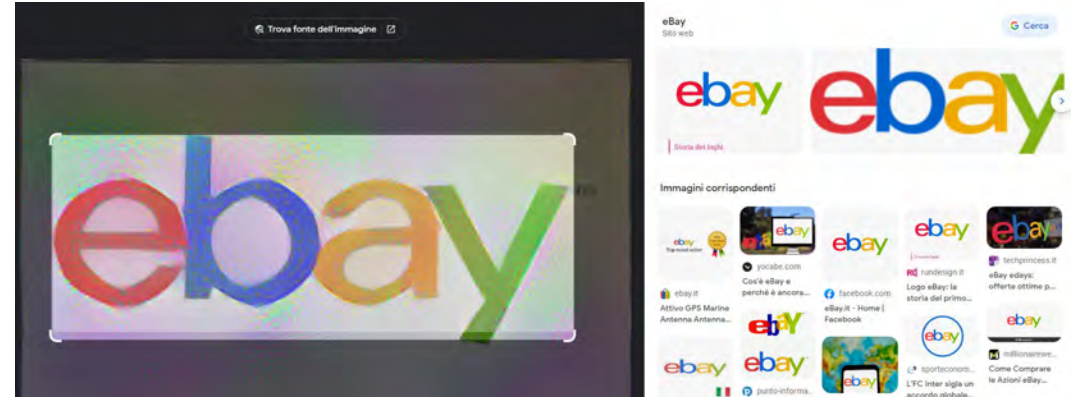 Trova fonte dell'immagine
ebay
eBay
Sito web
Cerca
ebay
ebay
Storia dei loghi
Immagini corrispondenti
ebay
ebay.it
Attivo GPS Marine
Antenna Antenna...
ebay
ebay
yocabe.com
Cos'è eBay e
perché è ancora...
ebay
facebook.com
eBay.it - Home |
Facebook
ebay
rundesign.it
Logo eBay: la
storia del primo...
ebay
techprincess.it
eBay edays:
offerte ottime p...
ebaY
ebay
punto-informa...
ebay
ebay
sporteconom...
L'FC Inter sigla un
accordo globale...
ebay
millionairewe...
Come Comprare
le Azioni eBay...